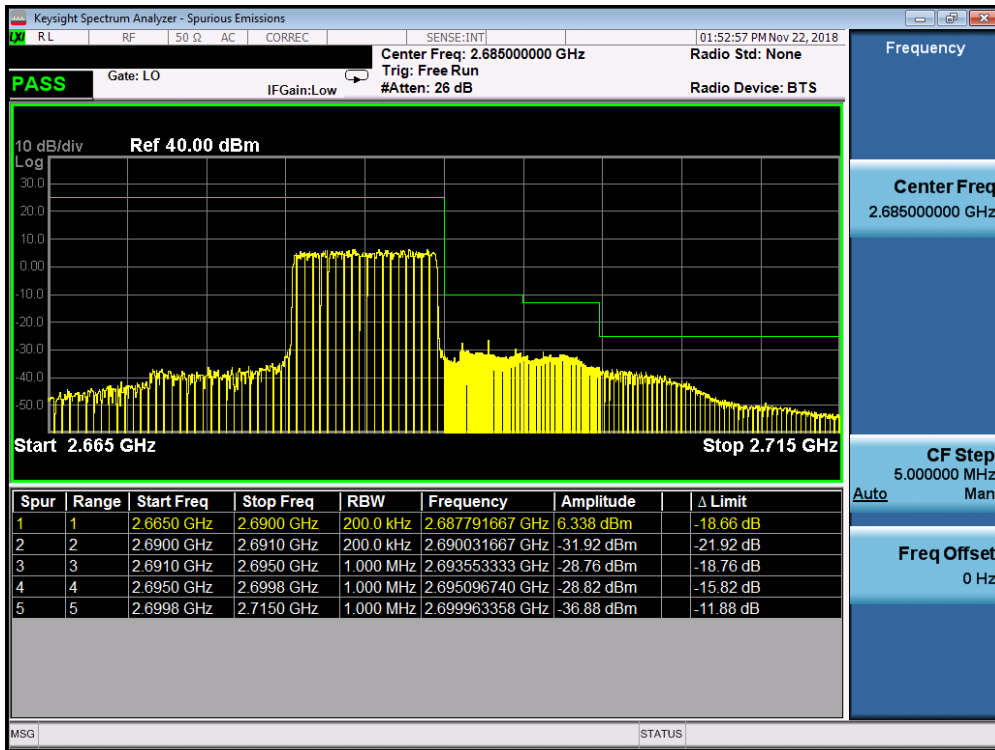 Keysight Spectrum Analyzer - Spurious Emissions
LXI RL RF 50 Ω AC CORREC SENSE:INT 01:52:57 PM Nov 22, 2018
Center Freq: 2.685000000 GHz Radio Std: None
Trig: Free Run
PASS Gate: LO IFGain:Low #Atten: 26 dB Radio Device: BTS
10 dB/div Ref 40.00 dBm
Log
30.0
20.0
10.0
0.00
-10.0
-20.0
-30.0
-40.0
-50.0
Start 2.665 GHz Stop 2.715 GHz
Spur Range Start Freq Stop Freq RBW Frequency Amplitude Δ Limit
1 1 2.6650 GHz 2.6900 GHz 200.0 kHz 2.687791667 GHz 6.338 dBm -18.66 dB
2 2 2.6900 GHz 2.6910 GHz 200.0 kHz 2.690031667 GHz -31.92 dBm -21.92 dB
3 3 2.6910 GHz 2.6950 GHz 1.000 MHz 2.693553333 GHz -28.76 dBm -18.76 dB
4 4 2.6950 GHz 2.6998 GHz 1.000 MHz 2.695096740 GHz -28.82 dBm -15.82 dB
5 5 2.6998 GHz 2.7150 GHz 1.000 MHz 2.699963358 GHz -36.88 dBm -11.88 dB
MSG STATUS
Frequency
Center Freq
2.685000000 GHz
CF Step
5.000000 MHz
Auto Man
Freq Offset
0 Hz